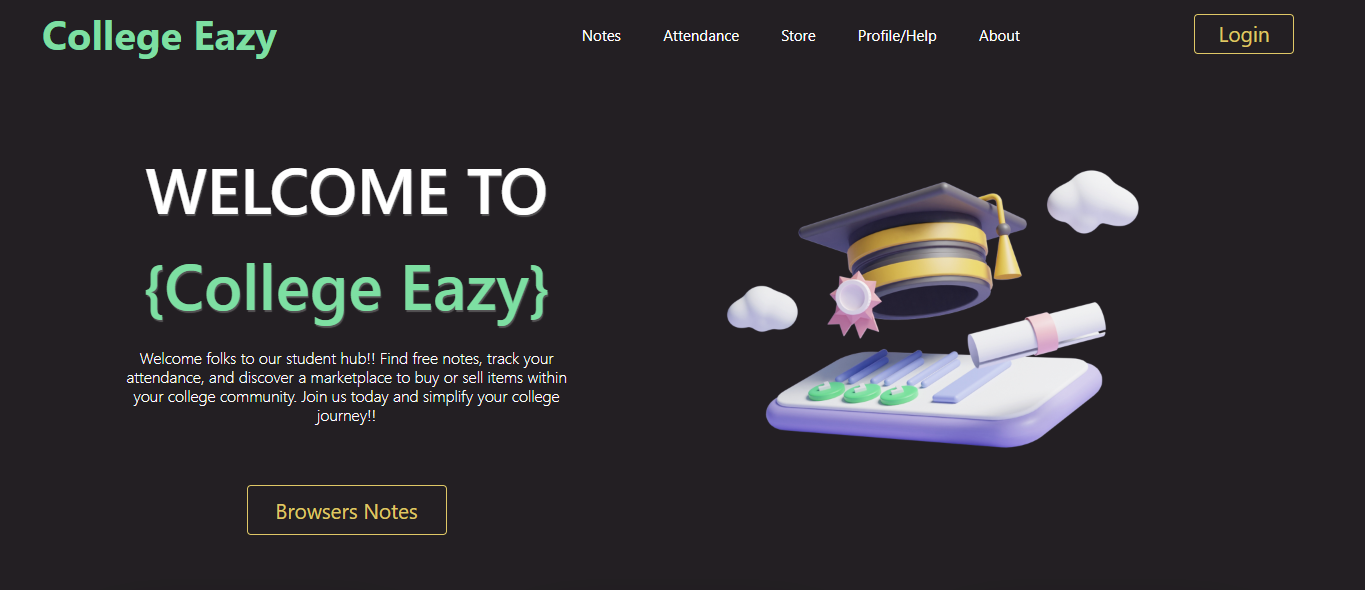 College Eazy
Notes
Attendance
Store
Profile/Help
About
Login
WELCOME TO
{College Eazy}
Welcome folks to our student hub!! Find free notes, track your
attendance, and discover a marketplace to buy or sell items within
your college community. Join us today and simplify your college
journey!!
Browsers Notes